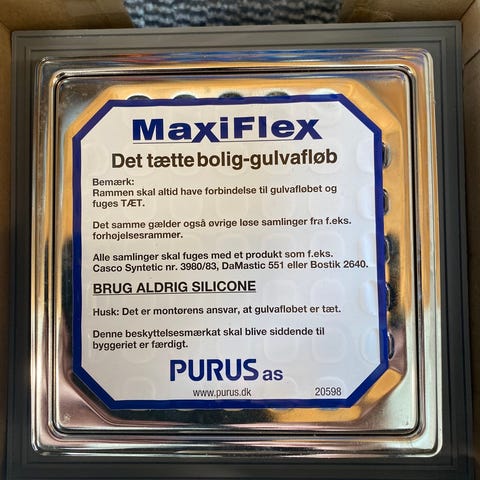 MaxiFlex
Det tætte bolig-gulvafløb
Bemærk:
Rammen skal altid have forbindelse til gulvafløbet og
fuges TÆT.
Det samme gælder også øvrige løse samlinger fra f.eks.
forhøjelsesrammer.
Alle samlinger skal fuges med et produkt som f.eks.
Casco Syntetic nr. 3980/83, DaMastic 551 eller Bostik 2640.
BRUG ALDRIG SILICONE
Husk: Det er montørens ansvar, at gulvafløbet er tæt.
Denne beskyttelsesmærkat skal blive siddende til
byggeriet er færdigt.
PURUS as
www.purus.dk 20598